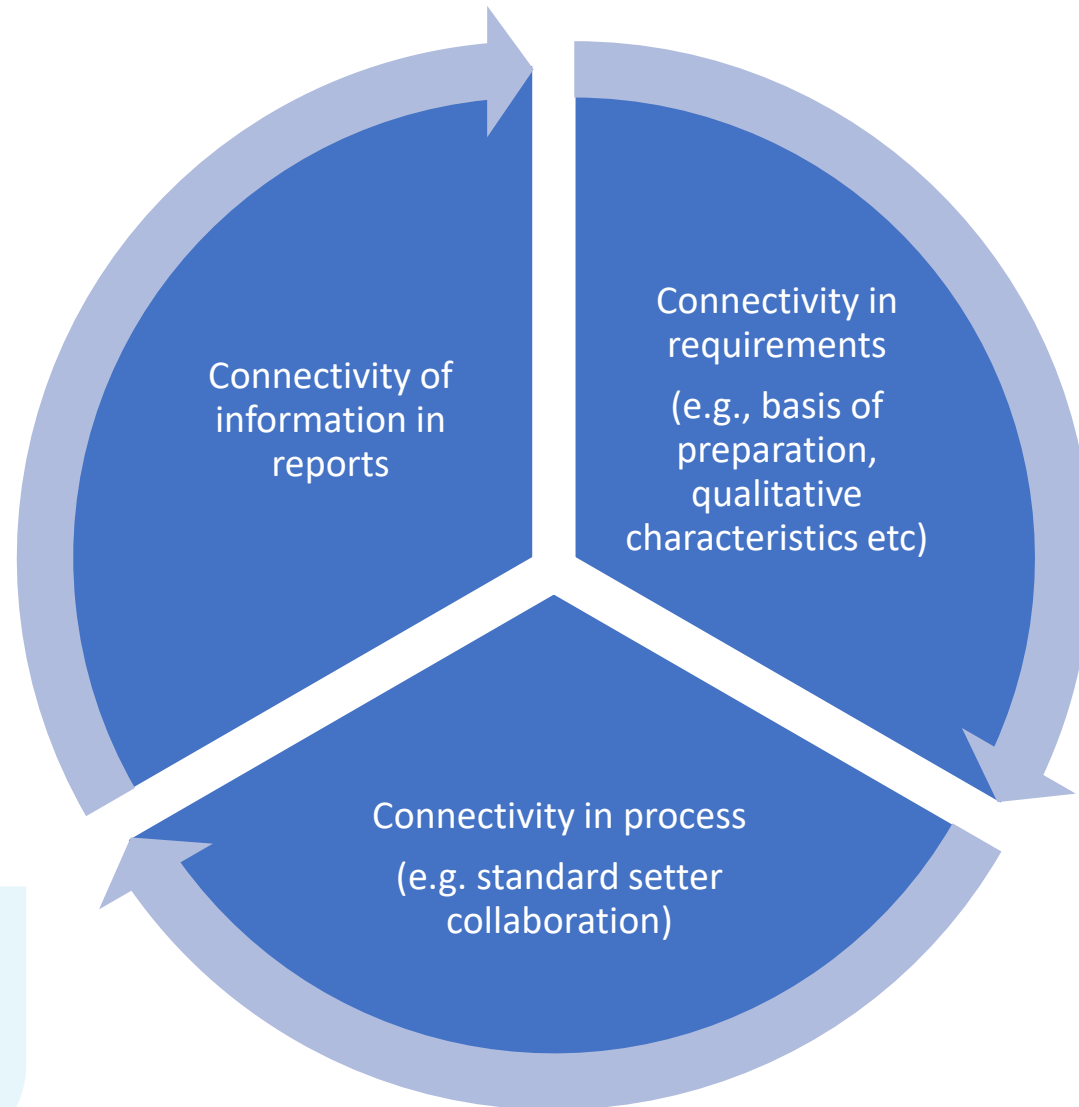 Connectivity of
information in
reports
Connectivity in
requirements
(e.g., basis of
preparation,
qualitative
characteristics etc)
Connectivity in process
(e.g. standard setter
collaboration)